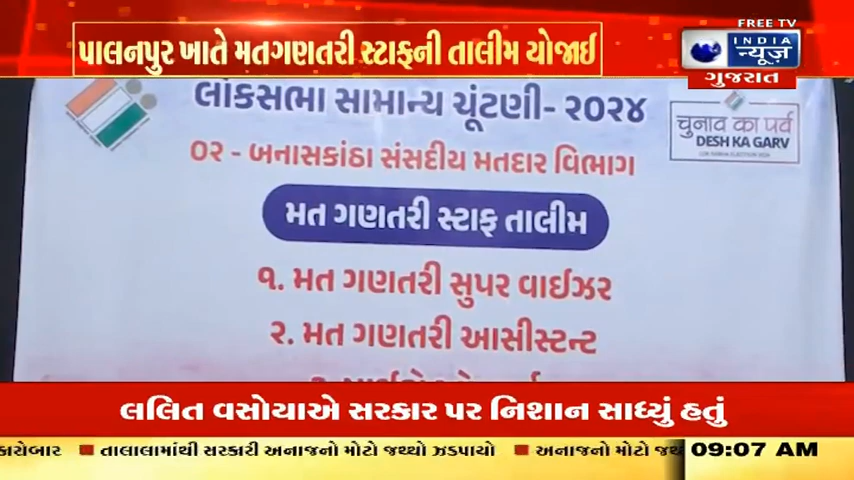 પાલનપુર ખાતે મતગણતરી સ્ટાફની તાલીમ યોજાઈ
FREE TV
INDIA
ન્યૂઝ
ગુજરાત
લોકસભા સામાન્ય ચૂંટણી- ૨૦૨૪
चुनाव का पर्व
DESH KA GARV
૦૨ - બનાસકાંઠા સંસદીય મતદાર વિભાગ
મત ગણતરી સ્ટાફ તાલીમ
૧. મત ગણતરી સુપર વાઈઝર
૨. મત ગણતરી આસીસ્ટન્ટ
લલિત વસોયાએ સરકાર પર નિશાન સાધ્યું હતું
કારોબાર ■ તાલાલામાંથી સરકારી અનાજનો મોટો જથ્થો ઝડપાયો ■ અનાજનો મોટો
09:07 AM